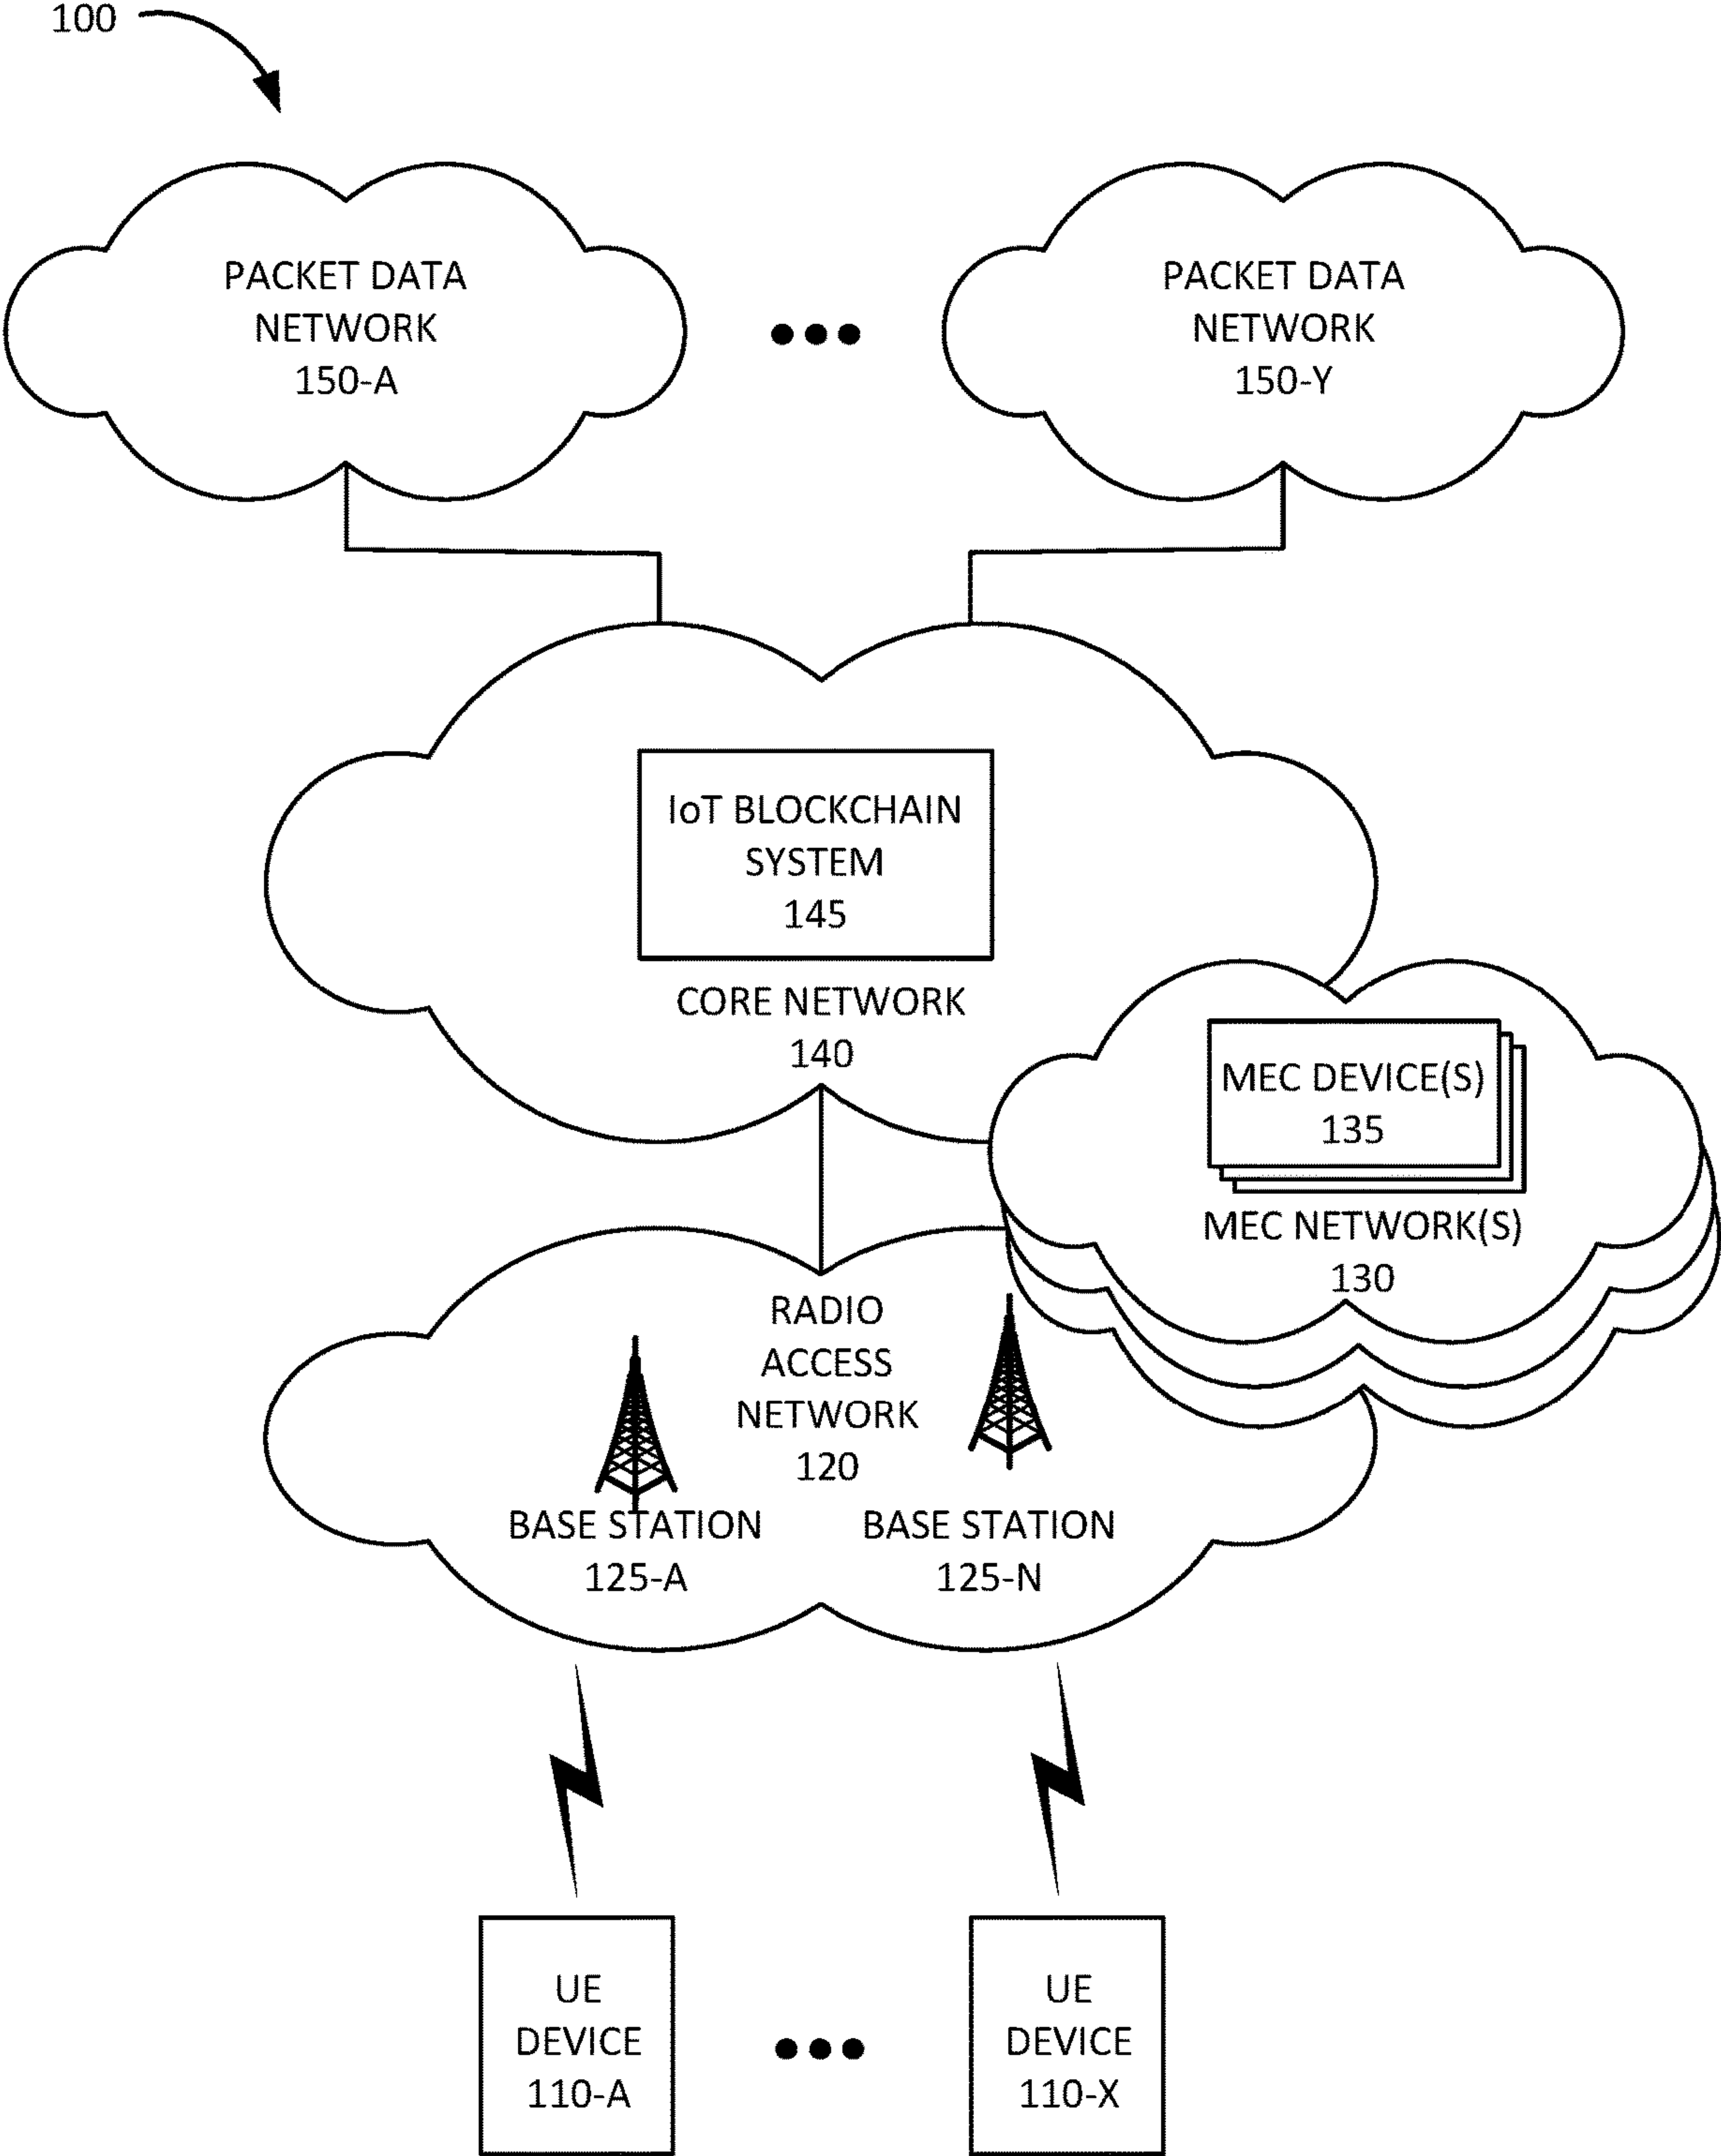 100
PACKET DATA
NETWORK
150-A
PACKET DATA
NETWORK
150-Y
IoT BLOCKCHAIN
SYSTEM
145
CORE NETWORK
140
MEC DEVICE(S)
135
MEC NETWORK(S)
130
RADIO
ACCESS
NETWORK
120
BASE STATION
125-A
BASE STATION
125-N
UE
DEVICE
110-A
UE
DEVICE
110-X